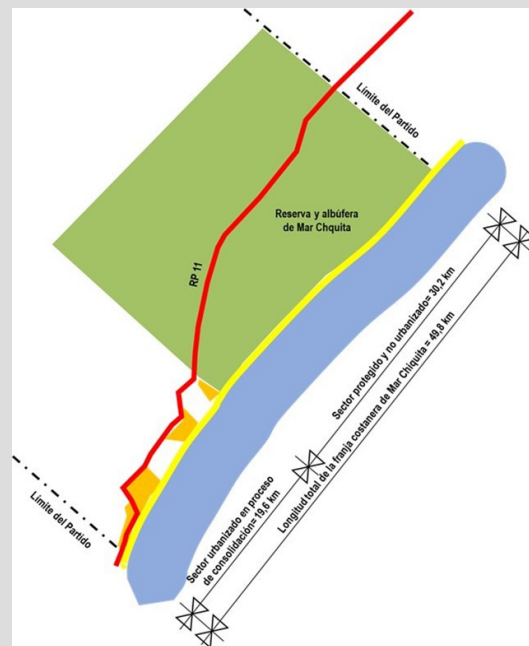 Límite del Partido
Reserva y albúfera
de Mar Chquita
RP 11
Sector protegido y no urbanizado= 30,2 km
Longitud total de la franja costanera de Mar Chiquita = 49,8 km
Sector urbanizado en proceso
de consolidación= 19,6 km
Límite del Partido